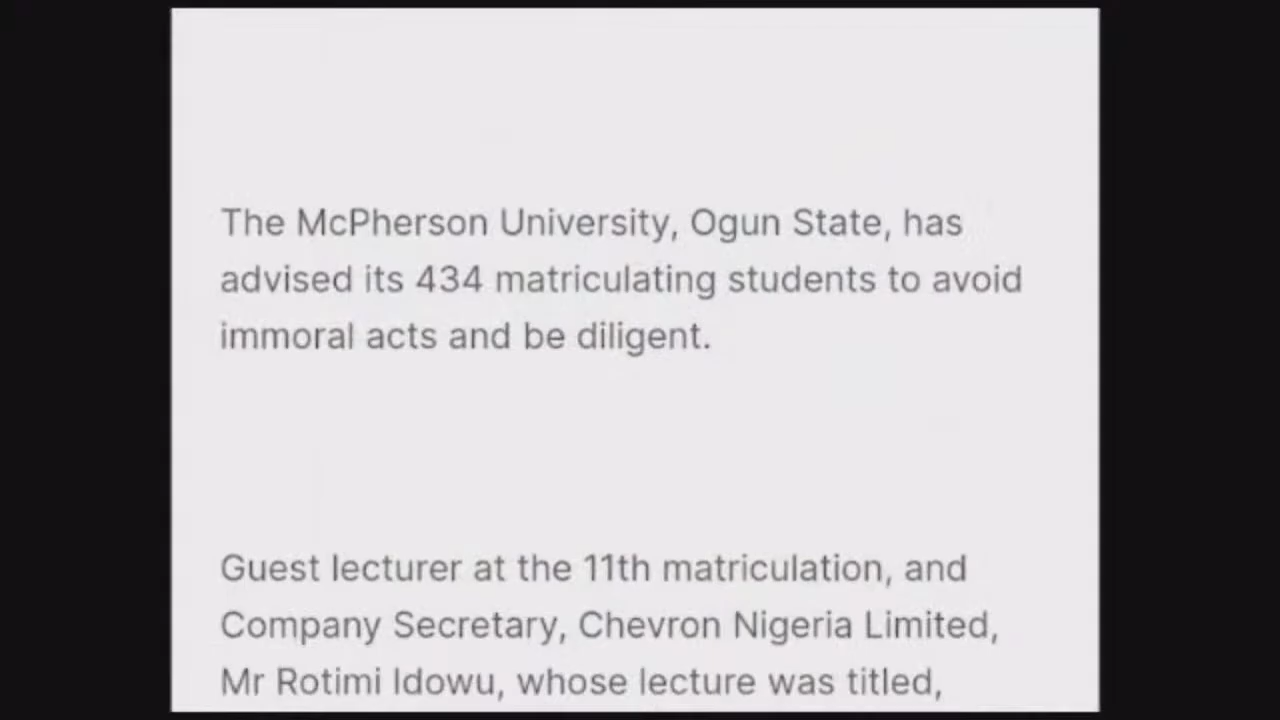 The McPherson University, Ogun State, has
advised its 434 matriculating students to avoid
immoral acts and be diligent.
Guest lecturer at the 11th matriculation, and
Company Secretary, Chevron Nigeria Limited,
Mr Rotimi Idowu, whose lecture was titled,